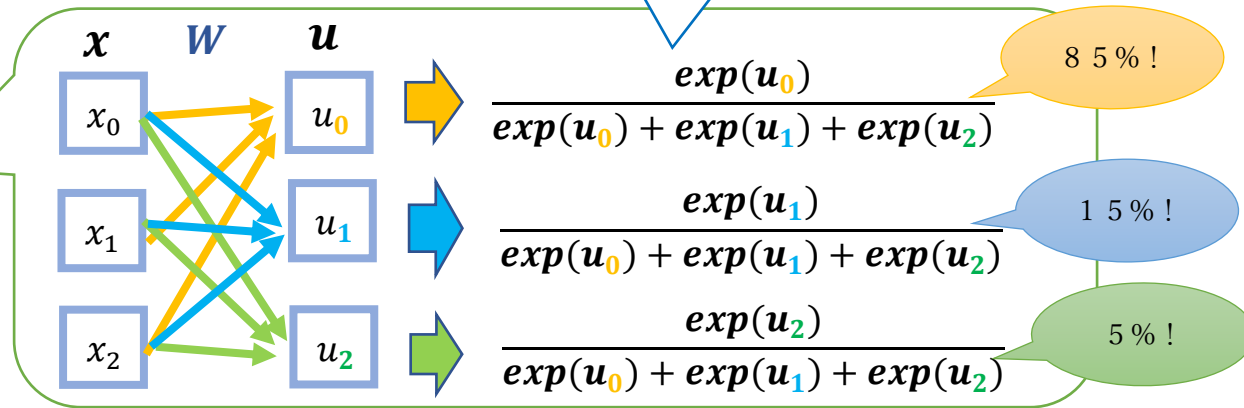 x W u
x₀ u₀ exp(u₀) 85%!
exp(u₀) + exp(u₁) + exp(u₂)
x₁ u₁ exp(u₁) 15%!
exp(u₀) + exp(u₁) + exp(u₂)
x₂ u₂ exp(u₂) 5%!
exp(u₀) + exp(u₁) + exp(u₂)